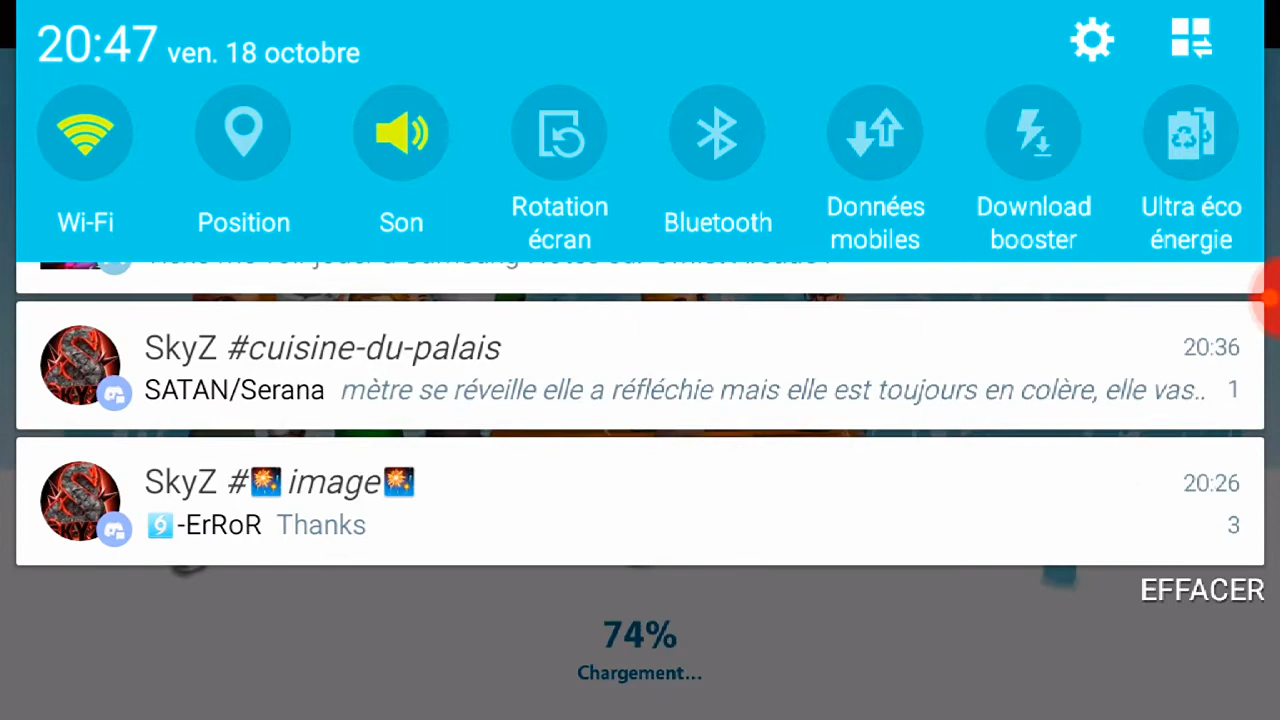 20:47 ven. 18 octobre
Wi-Fi
Position
Son
Rotation
écran
Bluetooth
Données
mobiles
Download
booster
Ultra éco
énergie
SkyZ #cuisine-du-palais 20:36
SATAN/Serana mètre se réveille elle a réfléchie mais elle est toujours en colère, elle vas.. 1
SkyZ #🎇image🎇 20:26
-ErRoR Thanks 3
EFFACER
74%
Chargement...